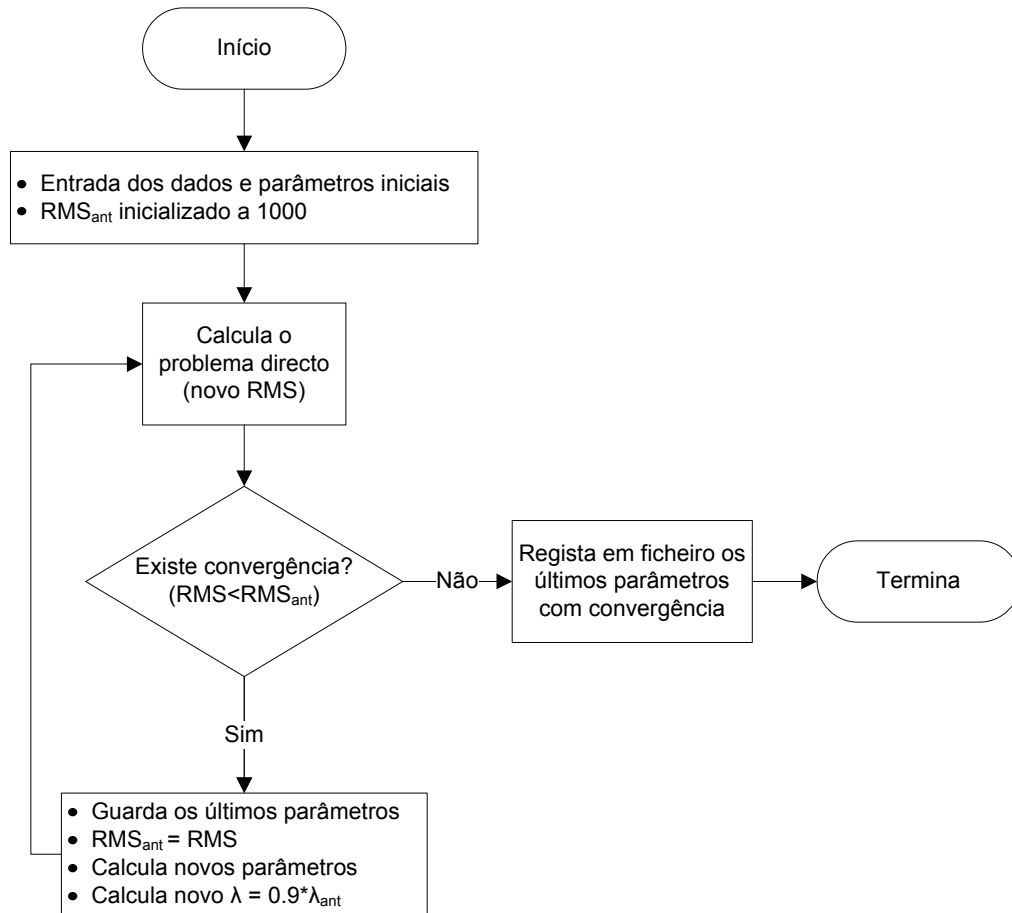 Início
• Entrada dos dados e parâmetros iniciais
• RMSant inicializado a 1000
Calcula o
problema directo
(novo RMS)
Existe convergência?
(RMS<RMSant)
Não
Regista em ficheiro os
últimos parâmetros
com convergência
Termina
Sim
• Guarda os últimos parâmetros
• RMSant = RMS
• Calcula novos parâmetros
• Calcula novo λ = 0.9*λant